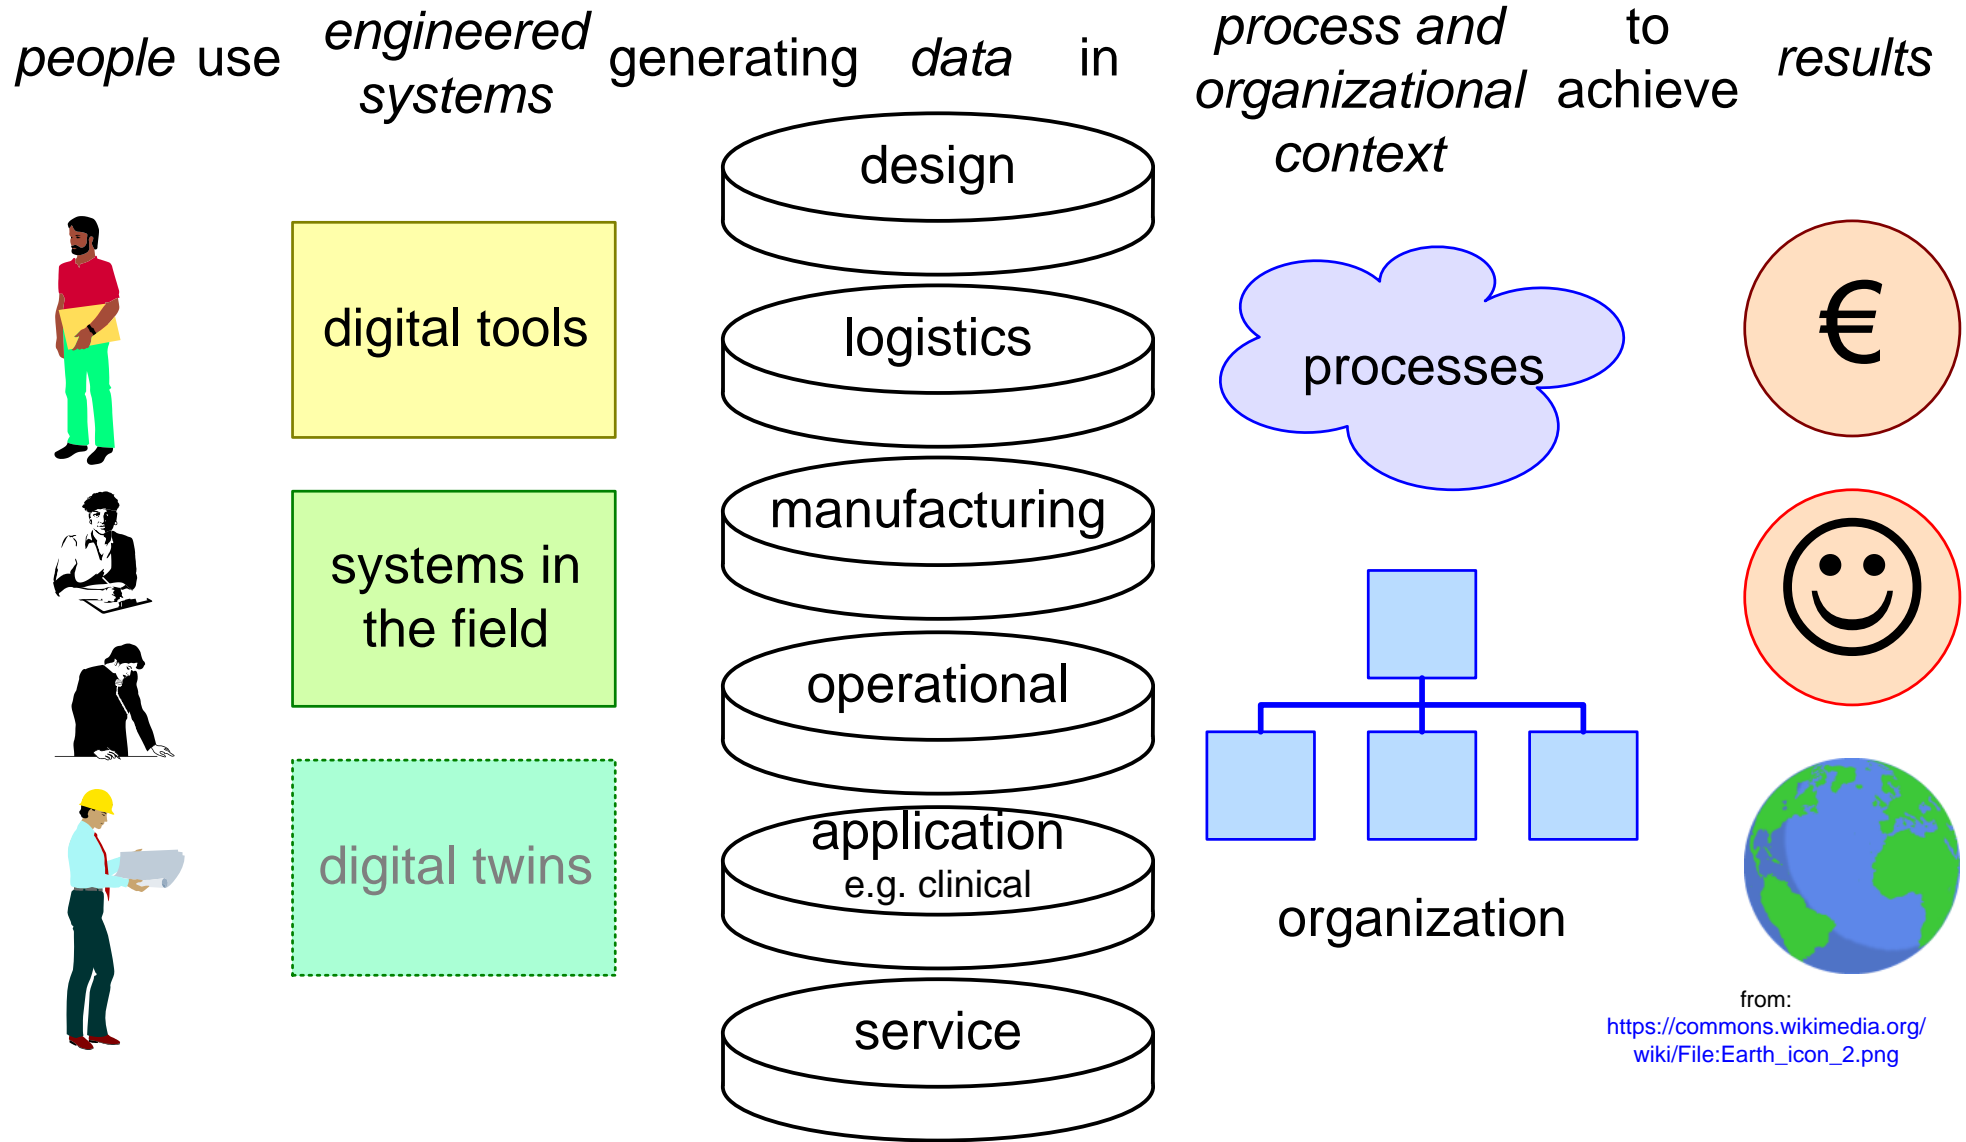 people use engineered generating data in process and to results
systems organizational achieve
context
design
logistics
manufacturing
operational
application
e.g. clinical
service
digital tools
systems in
the field
digital twins
processes
organization
€
from:
https://commons.wikimedia.org/
wiki/File:Earth_icon_2.png